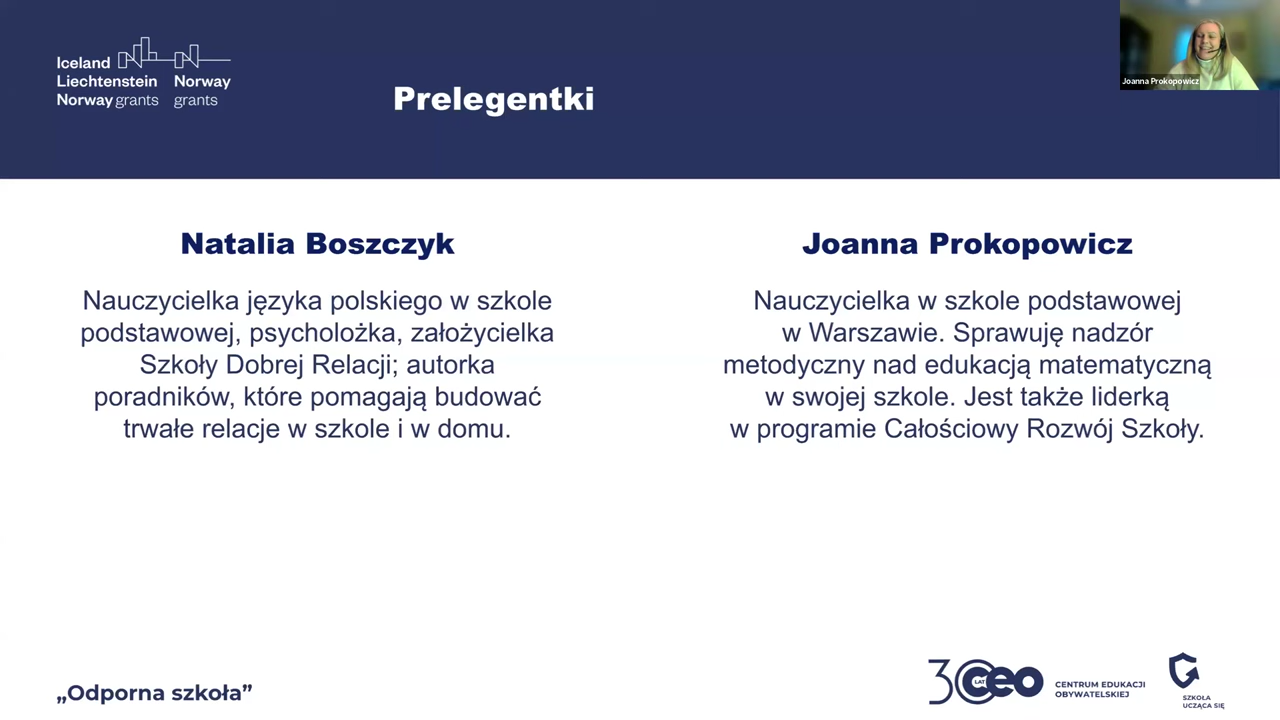 Iceland
Liechtenstein Norway
Norway grants grants
Prelegentki
Joanna Prokopowicz
Natalia Boszczyk
Nauczycielka języka polskiego w szkole
podstawowej, psycholożka, założycielka
Szkoły Dobrej Relacji; autorka
poradników, które pomagają budować
trwałe relacje w szkole i w domu.
Joanna Prokopowicz
Nauczycielka w szkole podstawowej
w Warszawie. Sprawuję nadzór
metodyczny nad edukacją matematyczną
w swojej szkole. Jest także liderką
w programie Całościowy Rozwój Szkoły.
„Odporna szkoła”
30 LAT ceo
CENTRUM EDUKACJI
OBYWATELSKIEJ
SZKOŁA
UCZĄCA SIĘ